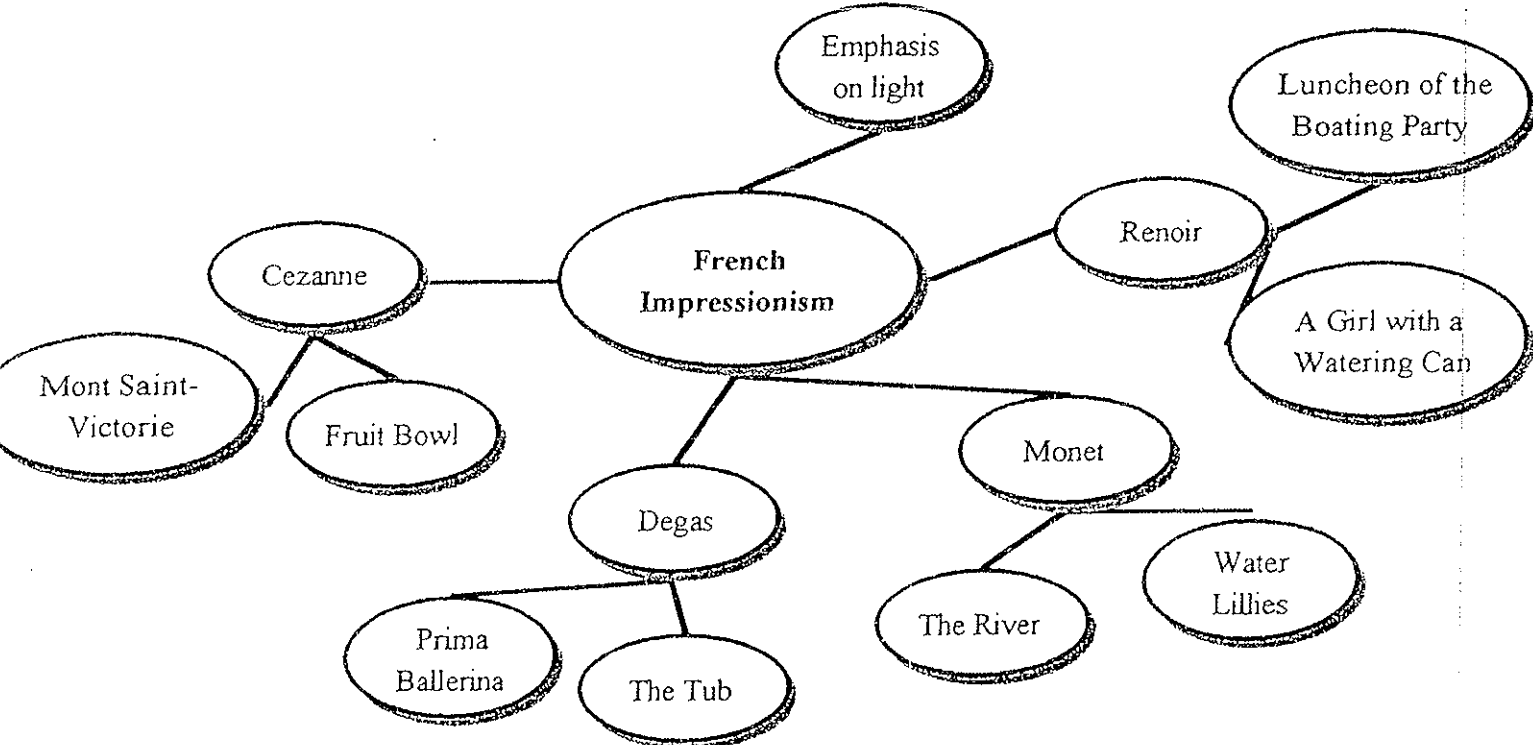 Emphasis
on light
Luncheon of the
Boating Party
Renoir
French
Impressionism
Cezanne
A Girl with a
Watering Can
Mont Saint-
Victorie
Fruit Bowl
Monet
Degas
Water
Lillies
The River
Prima
Ballerina
The Tub